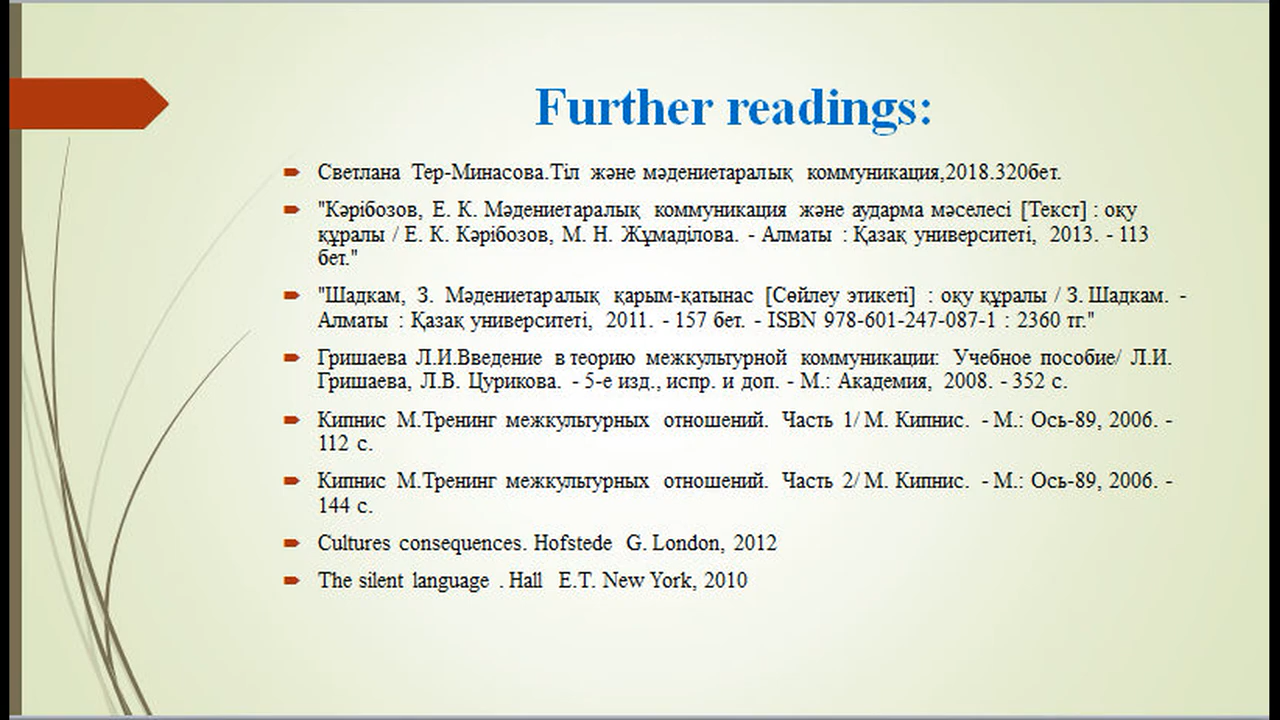 Further readings:
Светлана Тер-Минасова.Тіл және мәдениетаралық коммуникация,2018.320бет.
"Кәрібозов, Е. К. Мәдениетаралық коммуникация және аударма мәселесі [Текст] : оқу
құралы / Е. К. Кәрібозов, М. Н. Жұмаділова. - Алматы : Қазақ университеті, 2013. - 113
бет."
"Шадкам, З. Мәдениетаралық қарым-қатынас [Сөйлеу этикеті] : оқу құралы / З. Шадкам. -
Алматы : Қазақ университеті, 2011. - 157 бет. - ISBN 978-601-247-087-1 : 2360 тг."
Гришаева Л.И.Введение в теорию межкультурной коммуникации: Учебное пособие/ Л.И.
Гришаева, Л.В. Цурикова. - 5-е изд., испр. и доп. - М.: Академия, 2008. - 352 с.
Кипнис М.Тренинг межкультурных отношений. Часть 1/ М. Кипнис. - М.: Ось-89, 2006. -
112 с.
Кипнис М.Тренинг межкультурных отношений. Часть 2/ М. Кипнис. - М.: Ось-89, 2006. -
144 с.
Cultures consequences. Hofstede G. London, 2012
The silent language . Hall E.T. New York, 2010